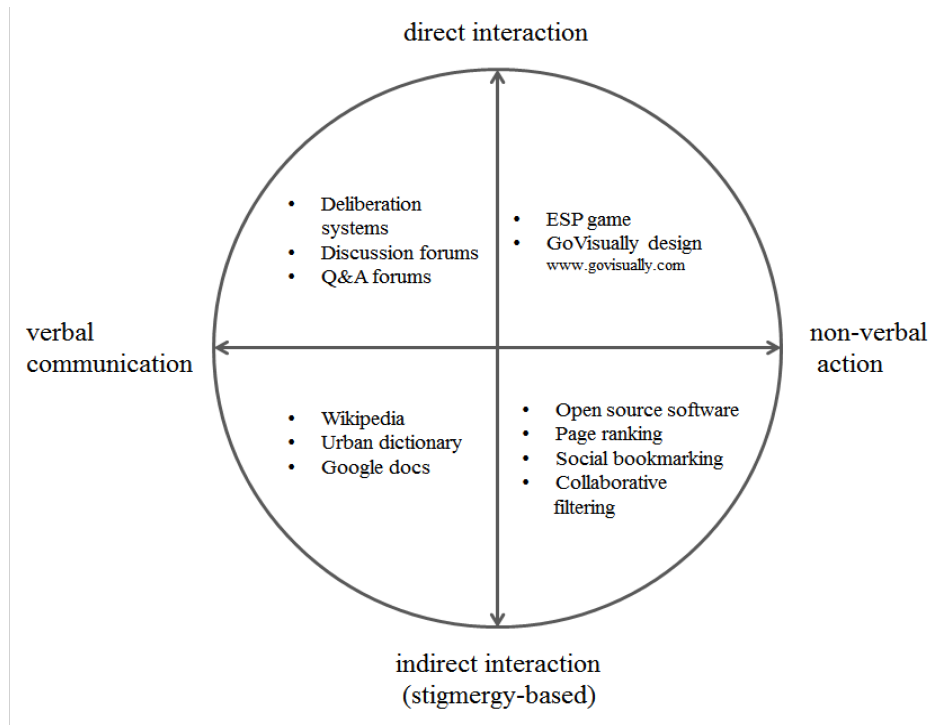 direct interaction
• Deliberation
systems
• Discussion forums
• Q&A forums
• ESP game
• GoVisually design
www.govisually.com
verbal
communication
non-verbal
action
• Wikipedia
• Urban dictionary
• Google docs
• Open source software
• Page ranking
• Social bookmarking
• Collaborative
filtering
indirect interaction
(stigmergy-based)